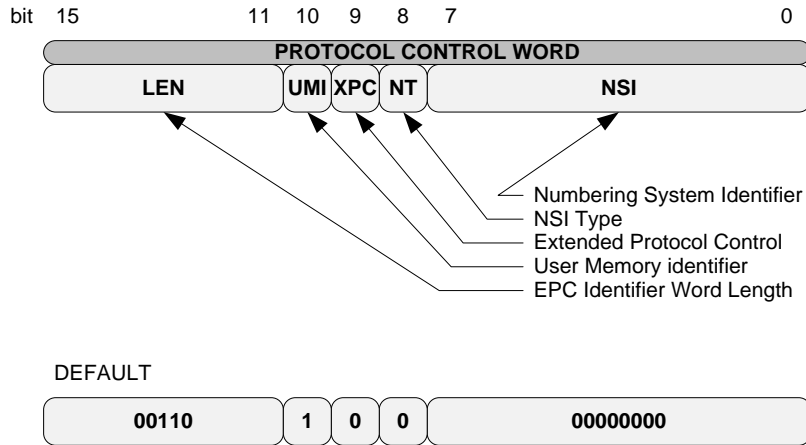 bit 15 11 10 9 8 7 0
PROTOCOL CONTROL WORD
LEN UMI XPC NT NSI
Numbering System Identifier
NSI Type
Extended Protocol Control
User Memory identifier
EPC Identifier Word Length
DEFAULT
00110 1 0 0 00000000